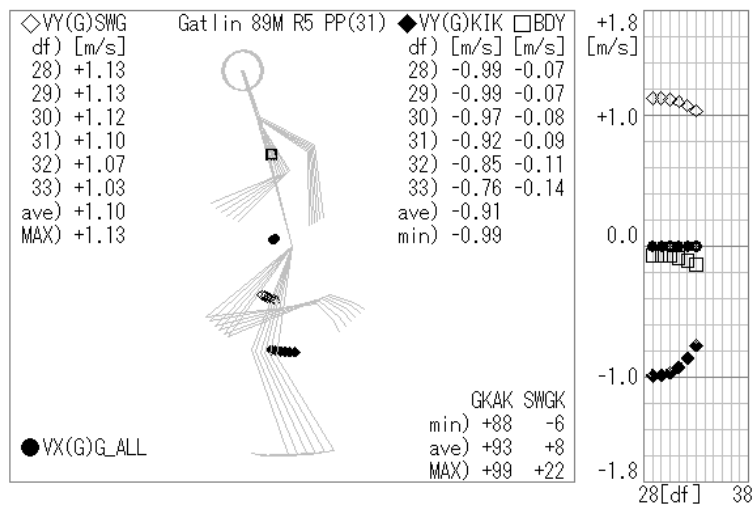 ◇VY(G)SWG Gatlin 89M R5 PP(31) ◆VY(G)KIK □BDY
df) [m/s] df) [m/s] [m/s]
28) +1.13 28) -0.99 -0.07
29) +1.13 29) -0.99 -0.07
30) +1.12 30) -0.97 -0.08
31) +1.10 31) -0.92 -0.09
32) +1.07 32) -0.85 -0.11
33) +1.03 33) -0.76 -0.14
ave) +1.10 ave) -0.91
MAX) +1.13 min) -0.99
GKAK SWGK
min) +88 -6
ave) +93 +8
MAX) +99 +22
●VX(G)G_ALL
+1.8
[m/s]
+1.0
0.0
-1.0
-1.8
28[df] 38